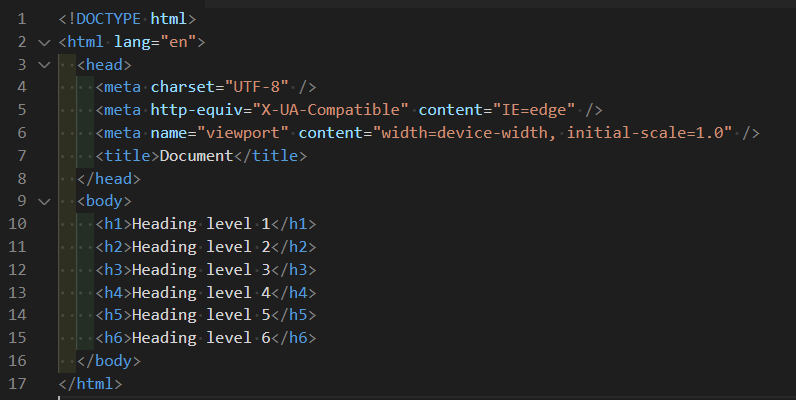 1 <!DOCTYPE html>
2 <html lang="en">
3 <head>
4 <meta charset="UTF-8" />
5 <meta http-equiv="X-UA-Compatible" content="IE=edge" />
6 <meta name="viewport" content="width=device-width, initial-scale=1.0" />
7 <title>Document</title>
8 </head>
9 <body>
10 <h1>Heading level 1</h1>
11 <h2>Heading level 2</h2>
12 <h3>Heading level 3</h3>
13 <h4>Heading level 4</h4>
14 <h5>Heading level 5</h5>
15 <h6>Heading level 6</h6>
16 </body>
17 </html>